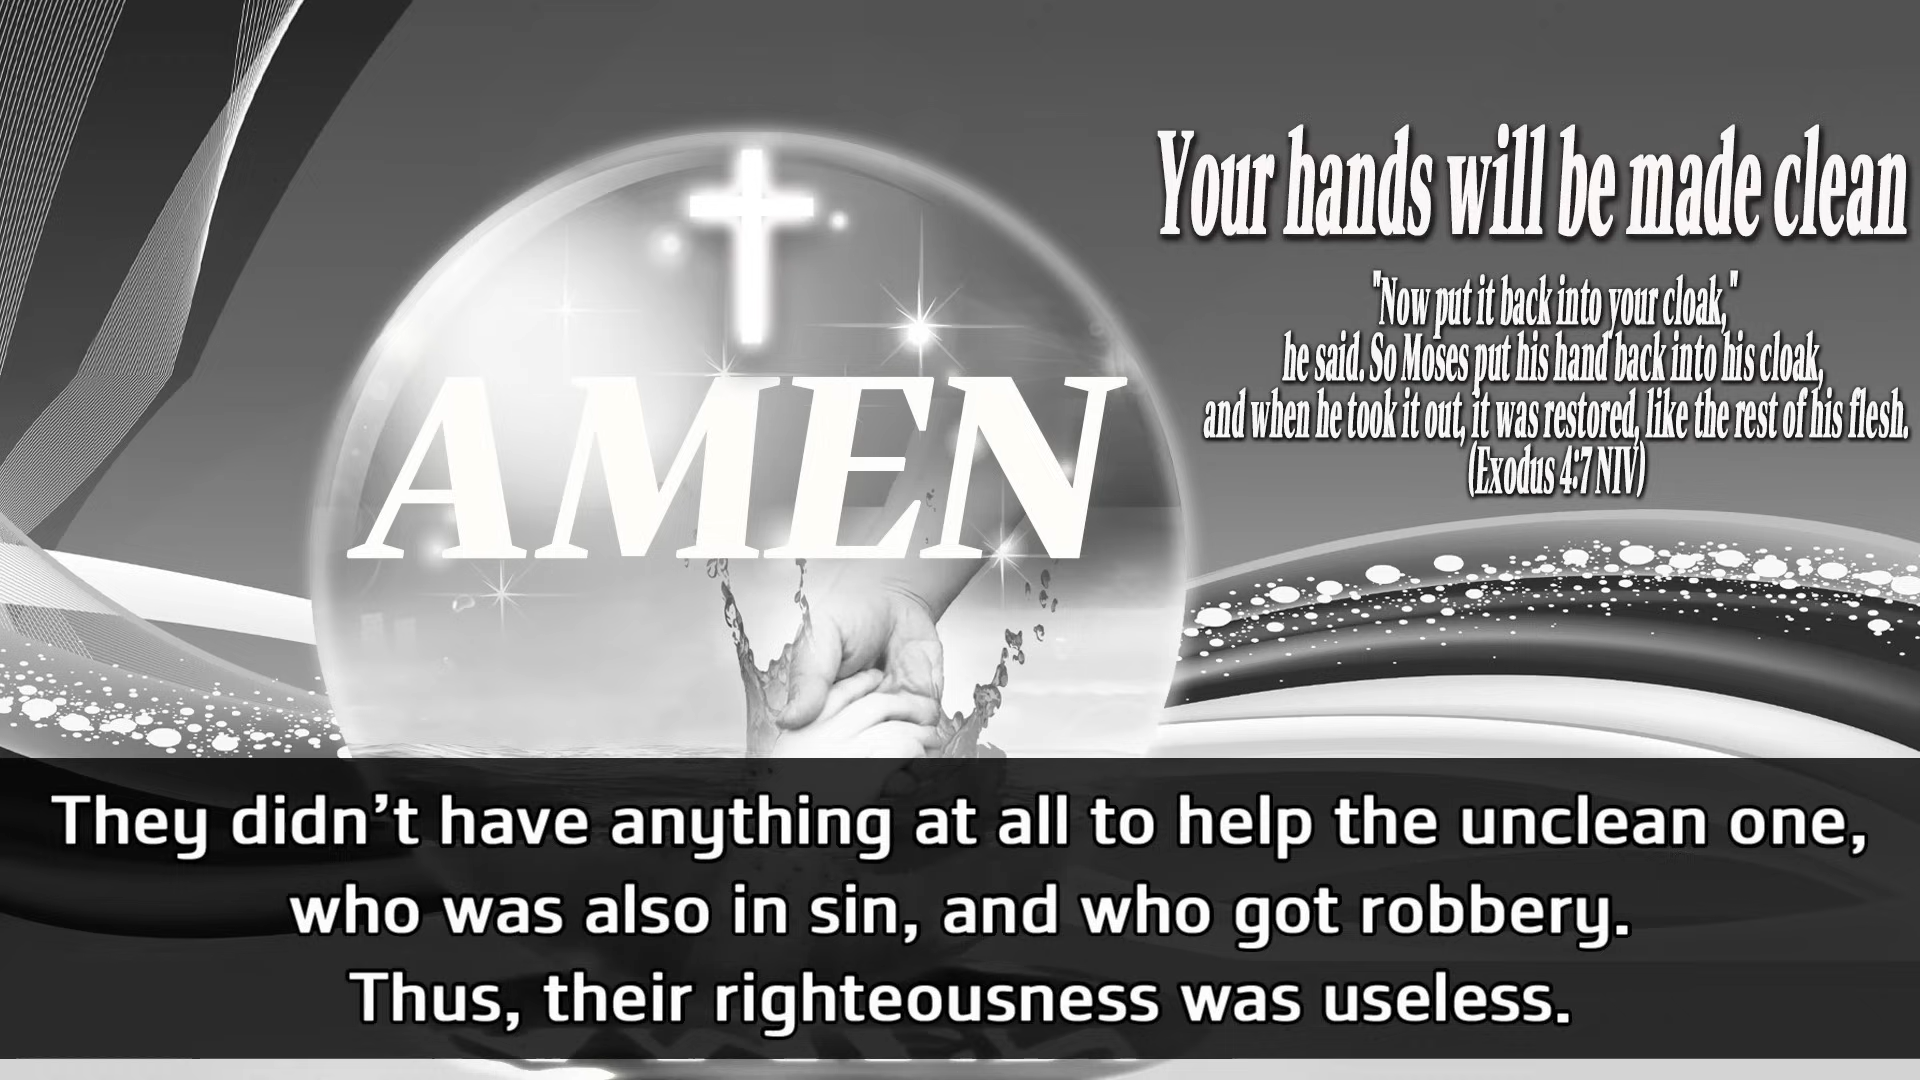 AMEN
Your hands will be made clean
"Now put it back into your cloak,"
he said. So Moses put his hand back into his cloak,
and when he took it out, it was restored, like the rest of his flesh.
(Exodus 4:7 NIV)
They didn’t have anything at all to help the unclean one,
who was also in sin, and who got robbery.
Thus, their righteousness was useless.